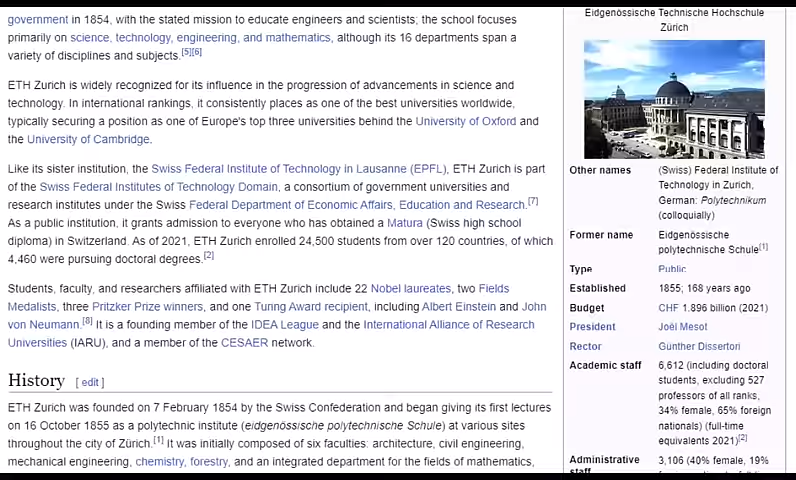 government in 1854, with the stated mission to educate engineers and scientists; the school focuses
primarily on science, technology, engineering, and mathematics, although its 16 departments span a
variety of disciplines and subjects.[5][6]
ETH Zurich is widely recognized for its influence in the progression of advancements in science and
technology. In international rankings, it consistently places as one of the best universities worldwide,
typically securing a position as one of Europe's top three universities behind the University of Oxford and
the University of Cambridge.
Like its sister institution, the Swiss Federal Institute of Technology in Lausanne (EPFL), ETH Zurich is part
of the Swiss Federal Institutes of Technology Domain, a consortium of government universities and
research institutes under the Swiss Federal Department of Economic Affairs, Education and Research.[7]
As a public institution, it grants admission to everyone who has obtained a Matura (Swiss high school
diploma) in Switzerland. As of 2021, ETH Zurich enrolled 24,500 students from over 120 countries, of which
4,460 were pursuing doctoral degrees.[2]
Students, faculty, and researchers affiliated with ETH Zurich include 22 Nobel laureates, two Fields
Medalists, three Pritzker Prize winners, and one Turing Award recipient, including Albert Einstein and John
von Neumann.[8] It is a founding member of the IDEA League and the International Alliance of Research
Universities (IARU), and a member of the CESAER network.
History [ edit ]
ETH Zurich was founded on 7 February 1854 by the Swiss Confederation and began giving its first lectures
on 16 October 1855 as a polytechnic institute (eidgenössische polytechnische Schule) at various sites
throughout the city of Zürich.[1] It was initially composed of six faculties: architecture, civil engineering,
mechanical engineering, chemistry, forestry, and an integrated department for the fields of mathematics,
Eidgenössische Technische Hochschule
Zürich
Other names (Swiss) Federal Institute of
Technology in Zurich,
German: Polytechnikum
(colloquially)
Former name Eidgenössische
polytechnische Schule[1]
Type Public
Established 1855; 168 years ago
Budget CHF 1.896 billion (2021)
President Joël Mesot
Rector Günther Dissertori
Academic staff 6,612 (including doctoral
students, excluding 527
professors of all ranks,
34% female, 65% foreign
nationals) (full-time
equivalents 2021)[2]
Administrative 3,106 (40% female, 19%
staff